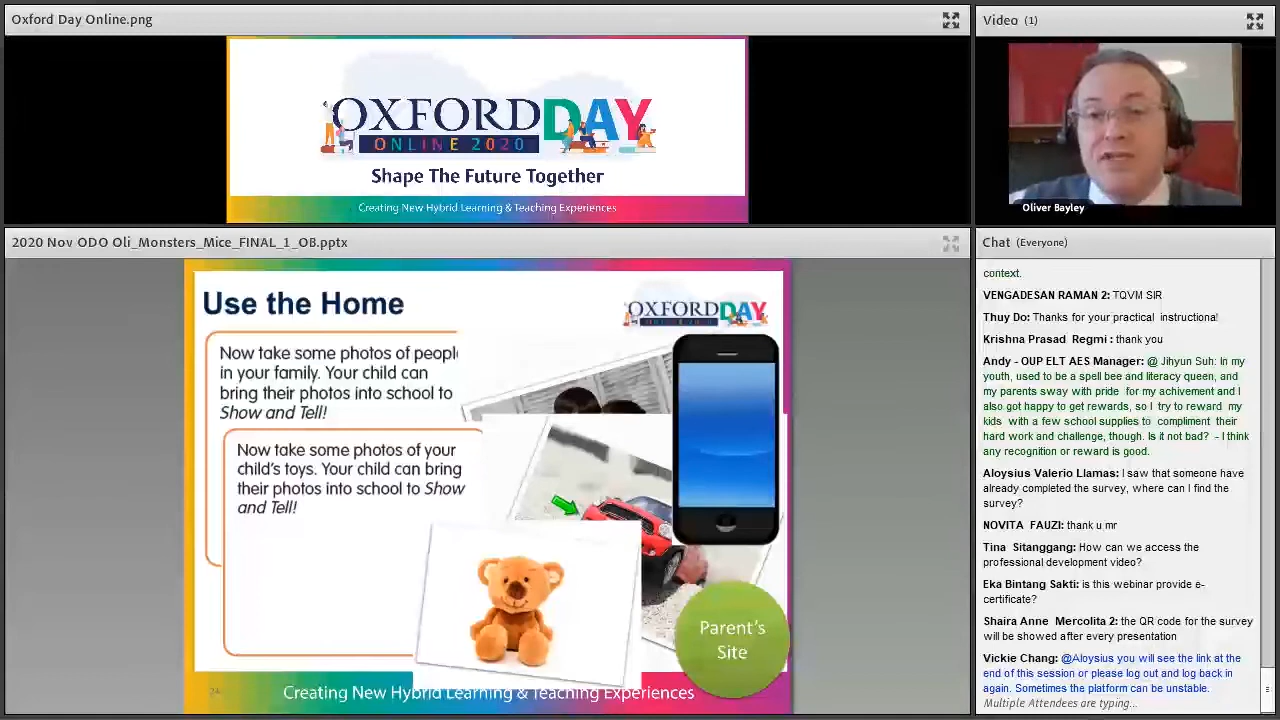 Oxford Day Online.png
OXFORD DAY
ONLINE 2020
Shape The Future Together
Creating New Hybrid Learning & Teaching Experiences
Video (1)
Oliver Bayley
2020 Nov ODO Oli_Monsters_Mice_FINAL_1_OB.pptx
Use the Home
OXFORD DAY
Now take some photos of peopl
in your family. Your child can
bring their photos into school to
Show and Tell!
Now take some photos of your
child's toys. Your child can bring
their photos into school to Show
and Tell!
Parent's
Site
24
Creating New Hybrid Learning & Teaching Experiences
Chat (Everyone)
context.
VENGADESAN RAMAN 2: TQVM SIR
Thuy Do: Thanks for your practical instructiona!
Krishna Prasad Regmi : thank you
Andy - OUP ELT AES Manager: @ Jihyun Suh: In my
youth, used to be a spell bee and literacy queen, and
my parents sway with pride for my achivement and I
also got happy to get rewards, so I try to reward my
kids with a few school supplies to compliment their
hard work and challenge, though. Is it not bad? - I think
any recognition or reward is good.
Aloysius Valerio Llamas: I saw that someone have
already completed the survey, where can I find the
survey?
NOVITA FAUZI: thank u mr
Tina Sitanggang: How can we access the
professional development video?
Eka Bintang Sakti: is this webinar provide e-
certificate?
Shaira Anne Mercolita 2: the QR code for the survey
will be showed after every presentation
Vickie Chang: @Aloysius you will see the link at the
end of this session or please log out and log back in
again. Sometimes the platform can be unstable.
Multiple Attendees are typing...